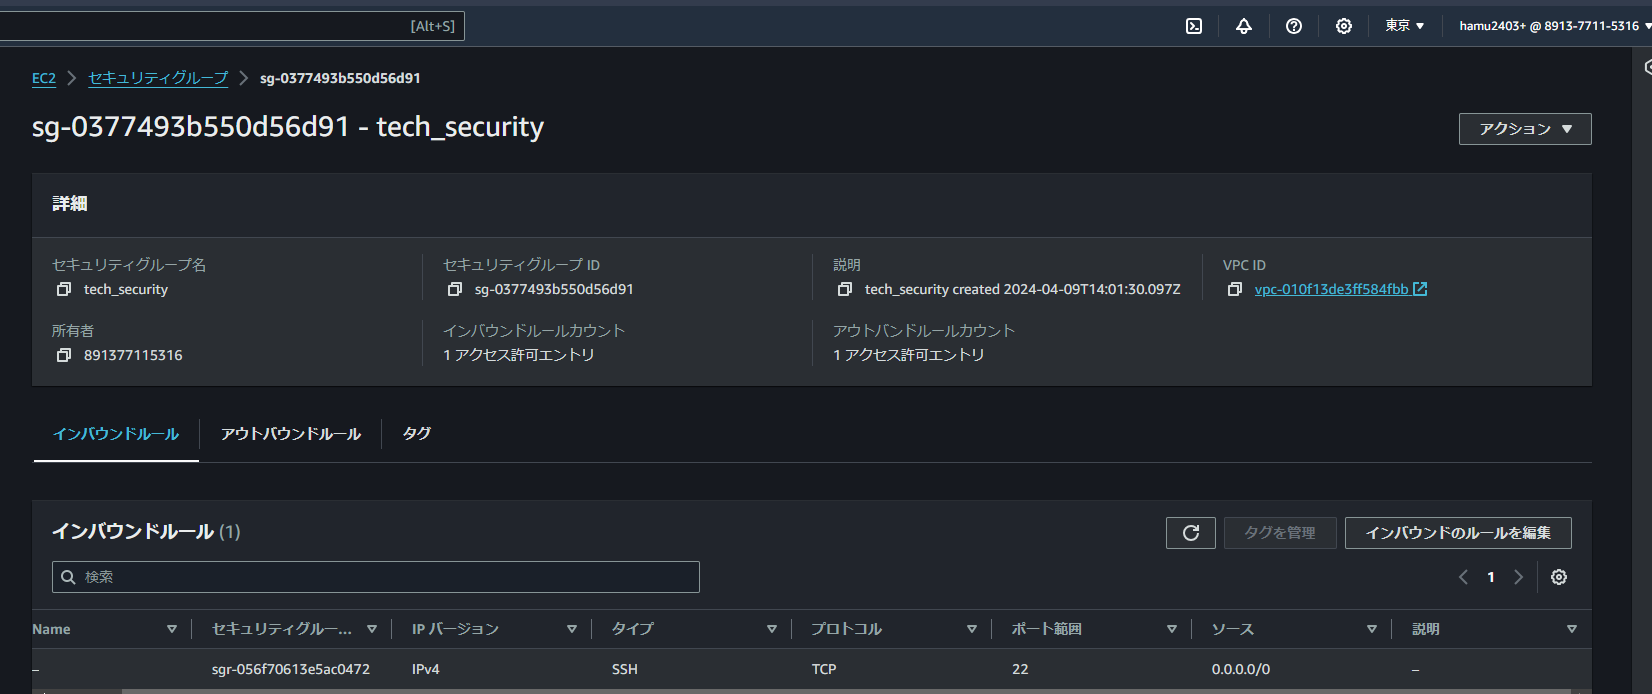 [Alt+S] 東京 hamu2403+ @ 8913-7711-5316
EC2 セキュリティグループ sg-0377493b550d56d91
sg-0377493b550d56d91 - tech_security アクション
詳細
セキュリティグループ名 セキュリティグループ ID 説明 VPC ID
tech_security sg-0377493b550d56d91 tech_security created 2024-04-09T14:01:30.097Z vpc-010f13de3ff584fbb
所有者 インバウンドルールカウント アウトバンドルールカウント
891377115316 1 アクセス許可エントリ 1 アクセス許可エントリ
インバウンドルール アウトバウンドルール タグ
インバウンドルール (1) タグを管理 インバウンドのルールを編集
検索 1
Name セキュリティグルー... IP バージョン タイプ プロトコル ポート範囲 ソース 説明
– sgr-056f70613e5ac0472 IPv4 SSH TCP 22 0.0.0.0/0 –